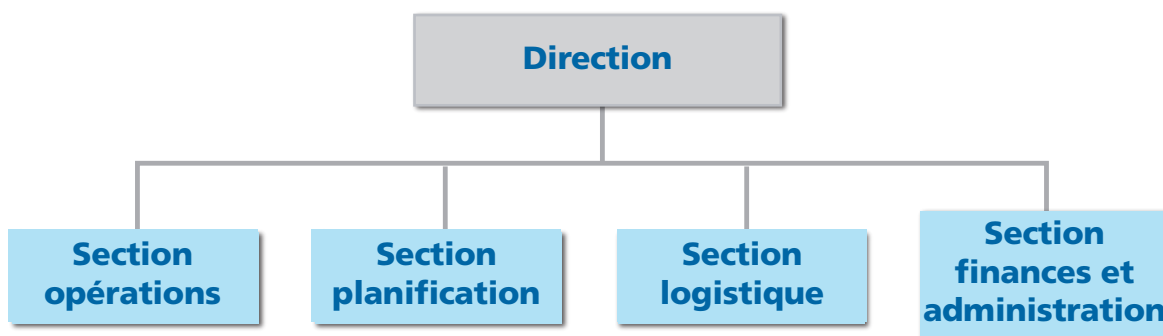 Direction
Section
opérations
Section
planification
Section
logistique
Section
finances et
administration